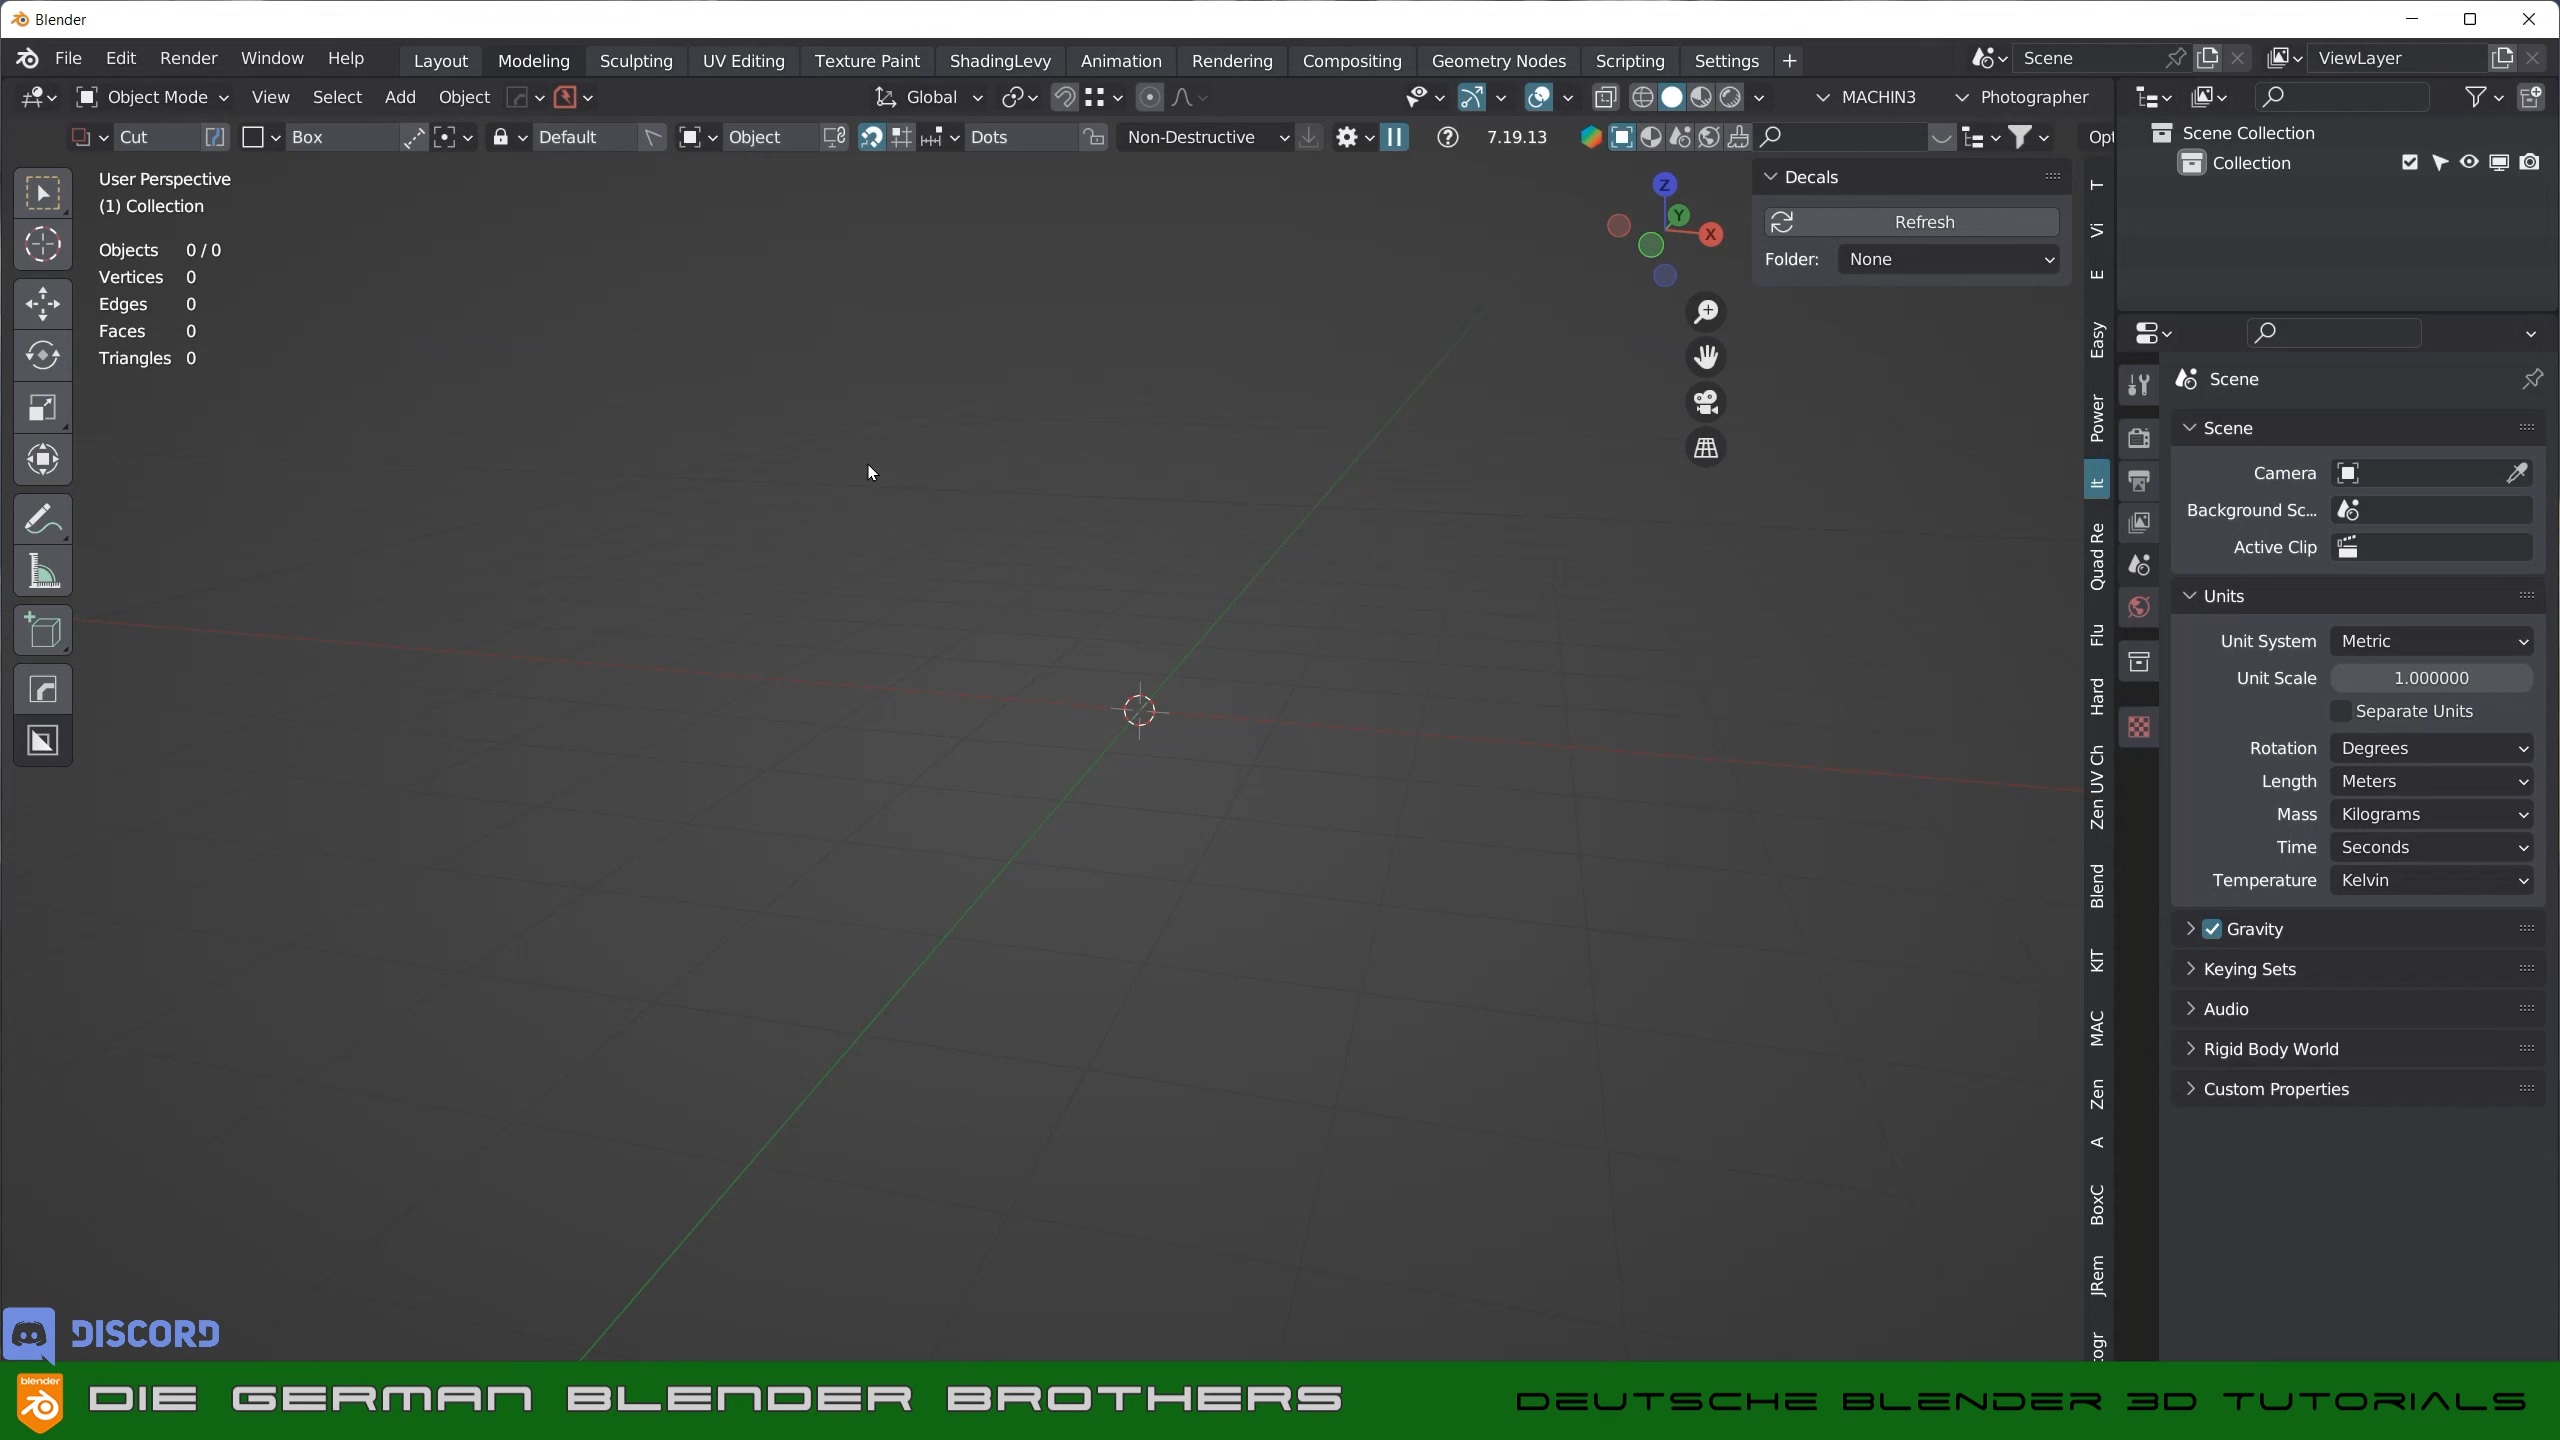 Blender
File Edit Render Window Help Layout Modeling Sculpting UV Editing Texture Paint ShadingLevy Animation Rendering Compositing Geometry Nodes Scripting Settings + Scene ViewLayer
Object Mode View Select Add Object Global MACHIN3 Photographer
Cut Box Default Object Dots Non-Destructive 7.19.13 Opt
User Perspective
(1) Collection
Objects 0 / 0
Vertices 0
Edges 0
Faces 0
Triangles 0
Z
Y
X
Decals
Refresh
Folder: None
T
Vi
E
Easy
Power
It
Quad Re
Flu
Hard
Zen UV Ch
Blend
KIT
MAC
Zen
A
BoxC
JRem
ogr
Scene Collection
Collection
Scene
Scene
Camera
Background Sc...
Active Clip
Units
Unit System Metric
Unit Scale 1.000000
Separate Units
Rotation Degrees
Length Meters
Mass Kilograms
Time Seconds
Temperature Kelvin
Gravity
Keying Sets
Audio
Rigid Body World
Custom Properties
DISCORD
blender
DIE GERMAN BLENDER BROTHERS
DEUTSCHE BLENDER 3D TUTORIALS